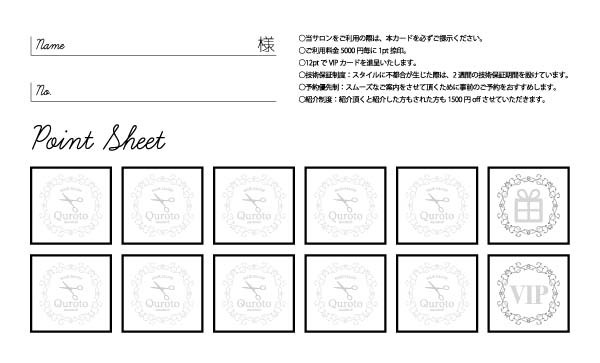 Name 様
No.
○当サロンをご利用の際は、本カードを必ずご提示ください。
○ご利用料金 5000 円毎に 1pt 捺印。
○12pt で VIP カードを進呈いたします。
○技術保証制度：スタイルに不都合が生じた際は、2 週間の技術保証期間を設けています。
○予約優先制：スムーズなご案内をさせて頂くために事前のご予約をおすすめします。
○紹介制度：紹介頂くと紹介した方もされた方も 1500 円 off させていただきます。
Point Sheet
Quroto
Quroto
Quroto
Quroto
Quroto
Quroto
Quroto
Quroto
Quroto
Quroto
VIP